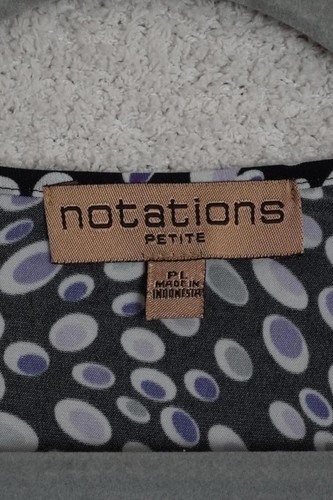 notations
PETITE
PL
MADE IN
INDONESIA